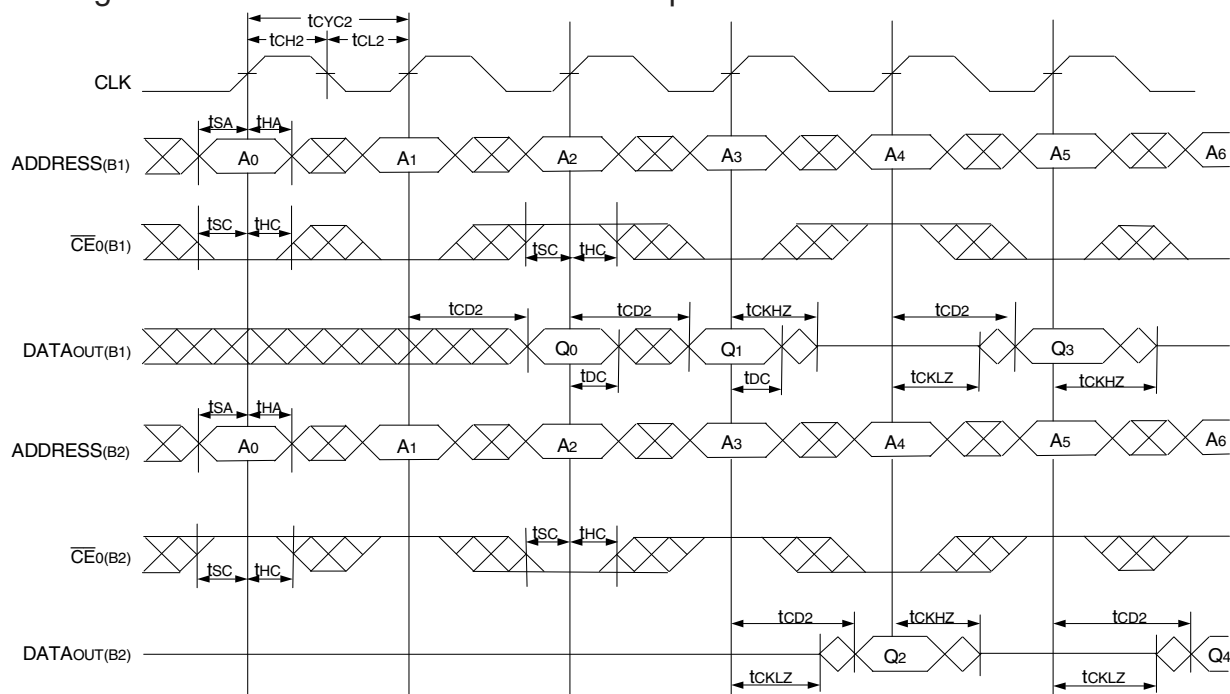 tCYC2
tCH2 tCL2
CLK
tSA tHA
ADDRESS(B1) A0 A1 A2 A3 A4 A5 A6
tSC tHC
CE0(B1) tSC tHC
tCD2 tCD2 tCKHZ tCD2
DATAOUT(B1) Q0 Q1 Q3
tDC tDC tCKLZ tCKHZ
tSA tHA
ADDRESS(B2) A0 A1 A2 A3 A4 A5 A6
tSC tHC
CE0(B2)
tSC tHC
tCD2 tCKHZ tCD2
DATAOUT(B2) Q2 Q4
tCKLZ tCKLZ